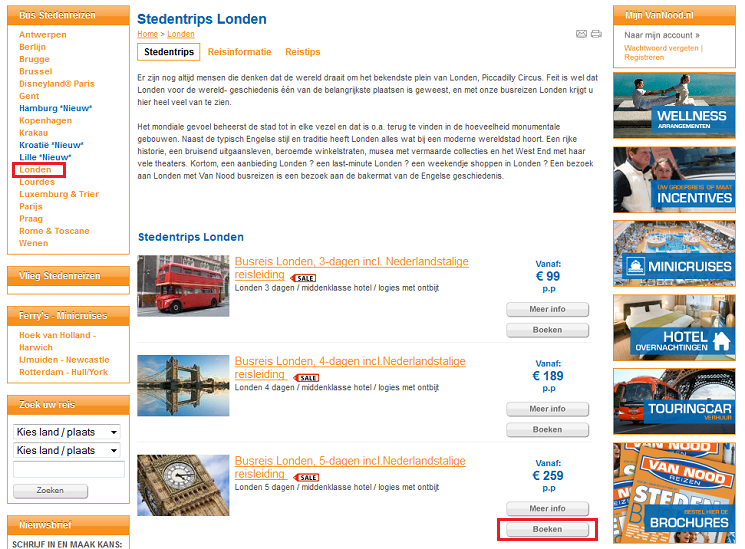 Bus Stedenreizen
Antwerpen
Berlijn
Brugge
Brussel
Disneyland® Paris
Gent
Hamburg *Nieuw*
Kopenhagen
Krakau
Kroatië *Nieuw*
Lille *Nieuw*
Londen
Lourdes
Luxemburg & Trier
Parijs
Praag
Rome & Toscane
Wenen
Vlieg Stedenreizen
Ferry's - Minicruises
Hoek van Holland -
Harwich
IJmuiden - Newcastle
Rotterdam - Hull/York
Zoek uw reis
Kies land / plaats
Kies land / plaats
Zoeken
Nieuwsbrief
SCHRIJF IN EN MAAK KANS:
Stedentrips Londen
Home > Londen
Stedentrips Reisinformatie Reistips
Er zijn nog altijd mensen die denken dat de wereld draait om het bekendste plein van Londen, Piccadilly Circus. Feit is wel dat
Londen voor de wereld- geschiedenis één van de belangrijkste plaatsen is geweest, en met onze busreizen Londen krijgt u
hier heel veel van te zien.
Het mondiale gevoel beheerst de stad tot in elke vezel en dat is o.a. terug te vinden in de hoeveelheid monumentale
gebouwen. Naast de typisch Engelse stijl en traditie heeft Londen alles wat bij een moderne wereldstad hoort. Een rijke
historie, een bruisend uitgaansleven, beroemde winkelstraten, musea met vermaarde collecties en het West End met haar
vele theaters. Kortom, een aanbieding Londen ? een last-minute Londen ? een weekendje shoppen in Londen ? Een bezoek
aan Londen met Van Nood busreizen is een bezoek aan de bakermat van de Engelse geschiedenis.
Stedentrips Londen
Busreis Londen, 3-dagen incl. Nederlandstalige
reisleiding SALE
Londen 3 dagen / middenklasse hotel / logies met ontbijt
Vanaf:
€ 99
p.p
Meer info
Boeken
Busreis Londen, 4-dagen incl.Nederlandstalige
reisleiding SALE
Londen 4 dagen / middenklasse hotel / logies met ontbijt
Vanaf:
€ 189
p.p
Meer info
Boeken
Busreis Londen, 5-dagen incl.Nederlandstalige
reisleiding SALE
Londen 5 dagen / middenklasse hotel / logies met ontbijt
Vanaf:
€ 259
p.p
Meer info
Boeken
Mijn VanNood.nl
Naar mijn account »
Wachtwoord vergeten |
Registreren
WELLNESS
ARRANGEMENTEN
UW GROEPSREIS OP MAAT
INCENTIVES
MINICRUISES
HOTEL
OVERNACHTINGEN
TOURINGCAR
VERHUUR
VAN NOOD
REIZEN
VAN NOOD
STEDEN
BESTEL HIER DE
BROCHURES